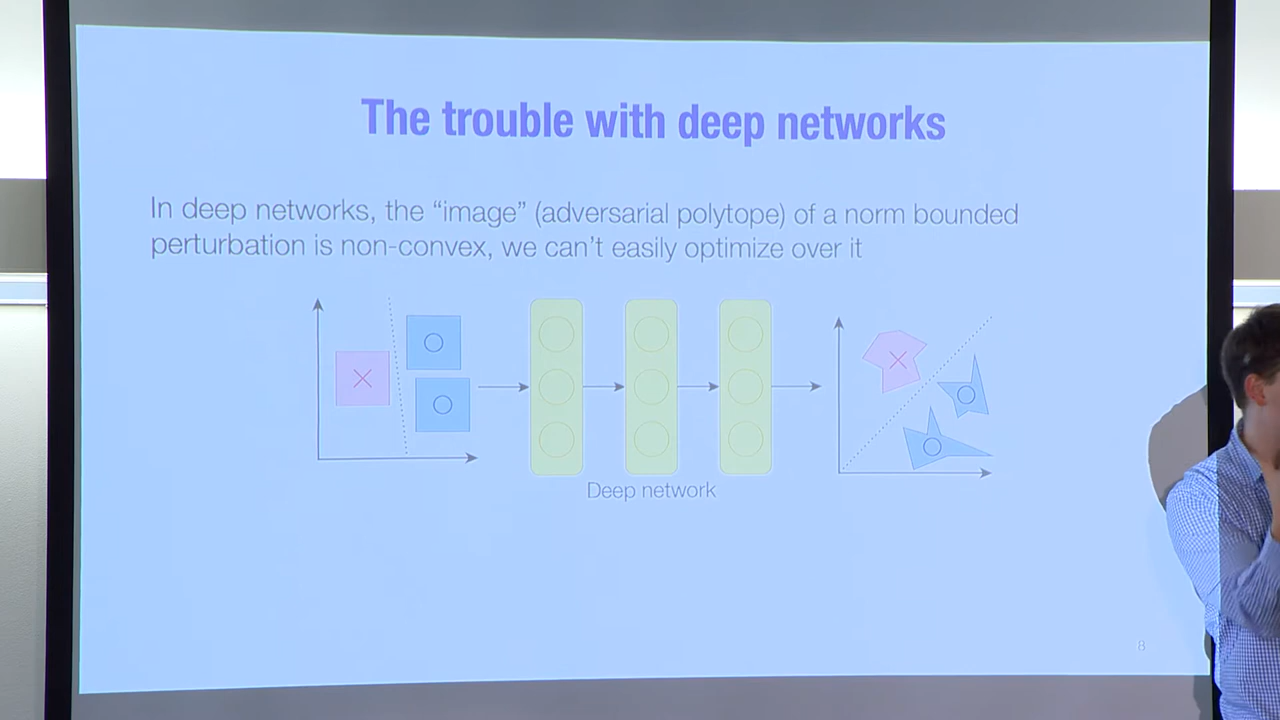 The trouble with deep networks
In deep networks, the “image” (adversarial polytope) of a norm bounded
perturbation is non-convex, we can’t easily optimize over it
Deep network
8